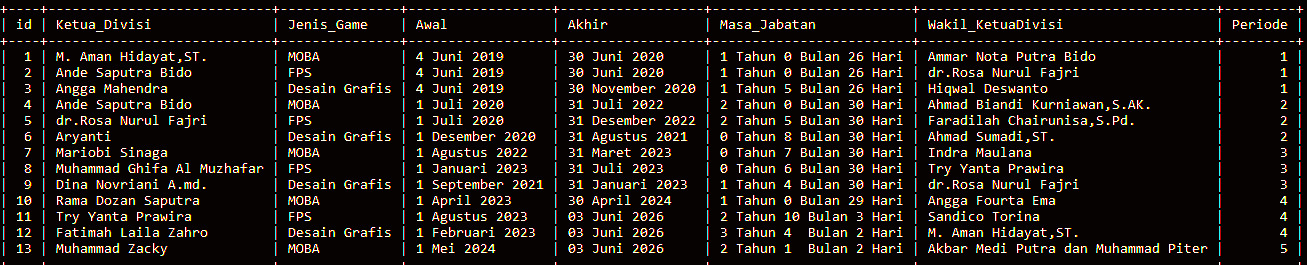 id | Ketua_Divisi | Jenis_Game | Awal | Akhir | Masa_Jabatan | Wakil_KetuaDivisi | Periode
1 | M. Aman Hidayat,ST. | MOBA | 4 Juni 2019 | 30 Juni 2020 | 1 Tahun 0 Bulan 26 Hari | Ammar Nota Putra Bido | 1
2 | Ande Saputra Bido | FPS | 4 Juni 2019 | 30 Juni 2020 | 1 Tahun 0 Bulan 26 Hari | dr.Rosa Nurul Fajri | 1
3 | Angga Mahendra | Desain Grafis | 4 Juni 2019 | 30 November 2020 | 1 Tahun 5 Bulan 26 Hari | Hiqwal Deswanto | 1
4 | Ande Saputra Bido | MOBA | 1 Juli 2020 | 31 Juli 2022 | 2 Tahun 0 Bulan 30 Hari | Ahmad Biandi Kurniawan,S.AK. | 2
5 | dr.Rosa Nurul Fajri | FPS | 1 Juli 2020 | 31 Desember 2022 | 2 Tahun 5 Bulan 30 Hari | Faradilah Chairunisa,S.Pd. | 2
6 | Aryanti | Desain Grafis | 1 Desember 2020 | 31 Agustus 2021 | 0 Tahun 8 Bulan 30 Hari | Ahmad Sumadi,ST. | 2
7 | Mariobi Sinaga | MOBA | 1 Agustus 2022 | 31 Maret 2023 | 0 Tahun 7 Bulan 30 Hari | Indra Maulana | 3
8 | Muhammad Ghifa Al Muzhafar | FPS | 1 Januari 2023 | 31 Juli 2023 | 0 Tahun 6 Bulan 30 Hari | Try Yanta Prawira | 3
9 | Dina Novriani A.md. | Desain Grafis | 1 September 2021 | 31 Januari 2023 | 1 Tahun 4 Bulan 30 Hari | dr.Rosa Nurul Fajri | 3
10 | Rama Dozan Saputra | MOBA | 1 April 2023 | 30 April 2024 | 1 Tahun 0 Bulan 29 Hari | Angga Fourta Ema | 4
11 | Try Yanta Prawira | FPS | 1 Agustus 2023 | 03 Juni 2026 | 2 Tahun 10 Bulan 3 Hari | Sandico Torina | 4
12 | Fatimah Laila Zahro | Desain Grafis | 1 Februari 2023 | 03 Juni 2026 | 3 Tahun 4  Bulan 2 Hari | M. Aman Hidayat,ST. | 4
13 | Muhammad Zacky | MOBA | 1 Mei 2024 | 03 Juni 2026 | 2 Tahun 1  Bulan 2 Hari | Akbar Medi Putra dan Muhammad Piter | 5